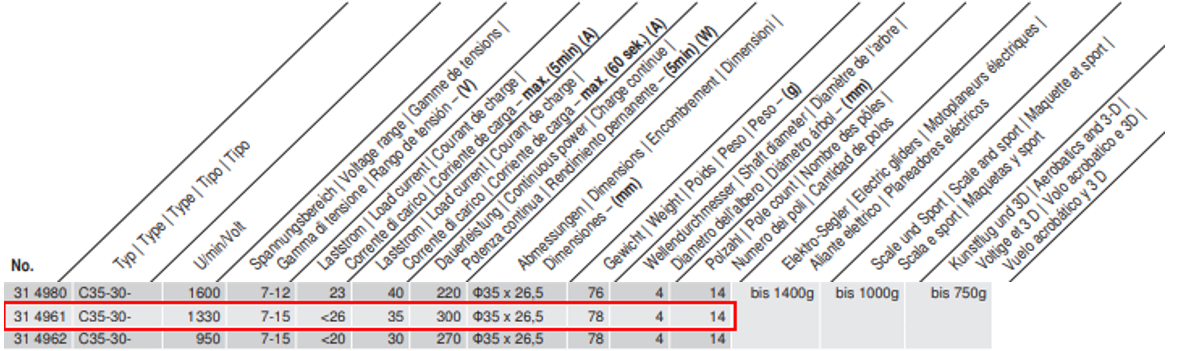 No.
Typ | Type | Type | Tipo | Tipo
U/min/Volt
Spannungsbereich | Voltage range | Gamme de tensions |
Gamma di tensione | Rango de tensión – (V)
Laststrom | Load current | Courant de charge |
Corrente di carico | Corriente de carga – max. (5min) (A)
Laststrom | Load current | Courant de charge |
Corrente di carico | Corriente de carga – max. (60 sek.) (A)
Dauerleistung | Continuous power | Charge continue |
Potenza continua | Rendimiento permanente – (5min) (W)
Abmessungen | Dimensions | Encombrement | Dimensioni |
Dimensiones – (mm)
Gewicht | Weight | Poids | Peso | Peso – (g)
Wellendurchmesser | Shaft diameter | Diamètre de l'arbre |
Diametro dell'albero | Diámetro árbol – (mm)
Polzahl | Pole count | Nombre des pôles |
Numero dei poli | Cantidad de polos
Elektro-Segler | Electric gliders | Motoplaneurs électriques |
Aliante elettrico | Planeadores eléctricos
Scale und Sport | Scale and sport | Maquette et sport |
Scala e sport | Maquetas y sport
Kunstflug und 3D | Aerobatics and 3-D |
Voltige et 3 D | Volo acrobatico e 3D |
Vuelo acrobático y 3 D
31 4980 C35-30- 1600 7-12 23 40 220 Φ35 x 26,5 76 4 14 bis 1400g bis 1000g bis 750g
31 4961 C35-30- 1330 7-15 <26 35 300 Φ35 x 26,5 78 4 14
31 4962 C35-30- 950 7-15 <20 30 270 Φ35 x 26,5 78 4 14